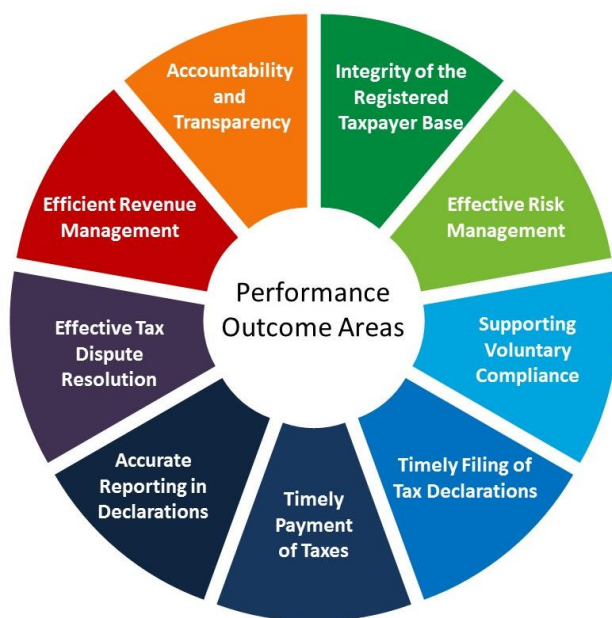 Performance
Outcome Areas
Integrity of the
Registered
Taxpayer Base
Effective Risk
Management
Supporting
Voluntary
Compliance
Timely Filing of
Tax Declarations
Timely
Payment
of Taxes
Accurate
Reporting in
Declarations
Effective Tax
Dispute
Resolution
Efficient Revenue
Management
Accountability
and
Transparency